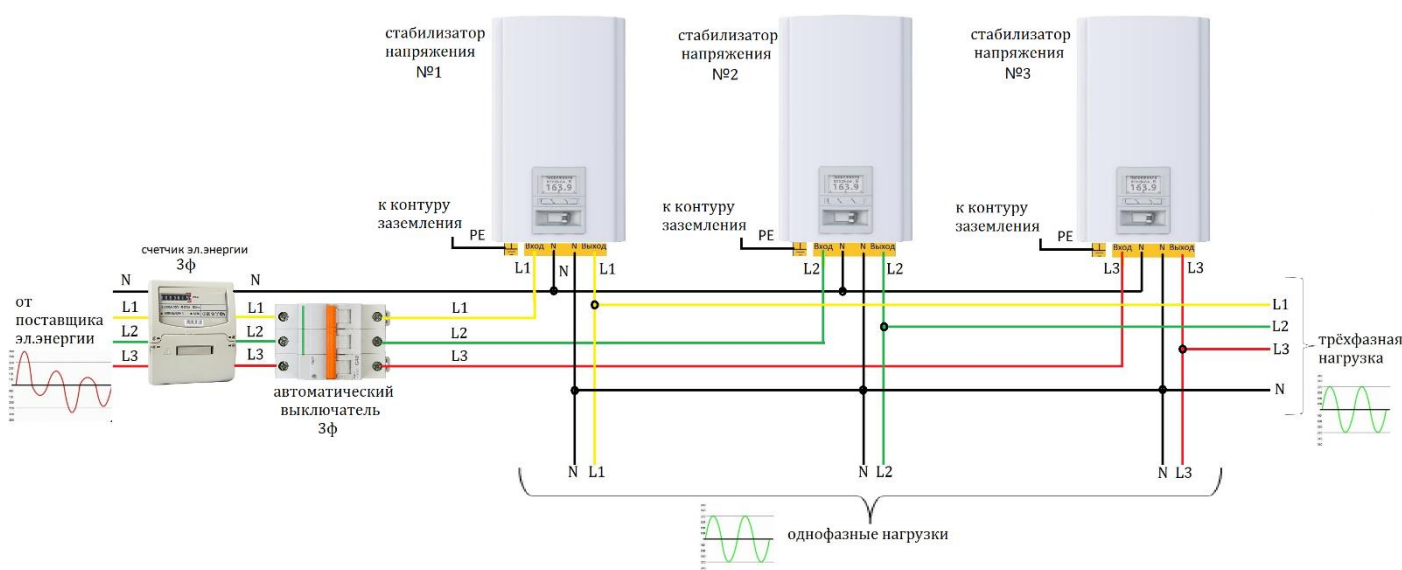 стабилизатор
напряжения
№1
стабилизатор
напряжения
№2
стабилизатор
напряжения
№3
163.9
163.9
163.9
к контуру
заземления
PE
к контуру
заземления
PE
к контуру
заземления
PE
Вход N N Выход
Вход N N Выход
Вход N N Выход
L1 N L1
L2 L2
L3 L3
счетчик эл.энергии
3ф
от
поставщика
эл.энергии
N
L1
L2
L3
N
L1
L2
L3
L1
L2
L3
автоматический
выключатель
3ф
L1
L2
L3
N
трёхфазная
нагрузка
N L1
N L2
N L3
однофазные нагрузки